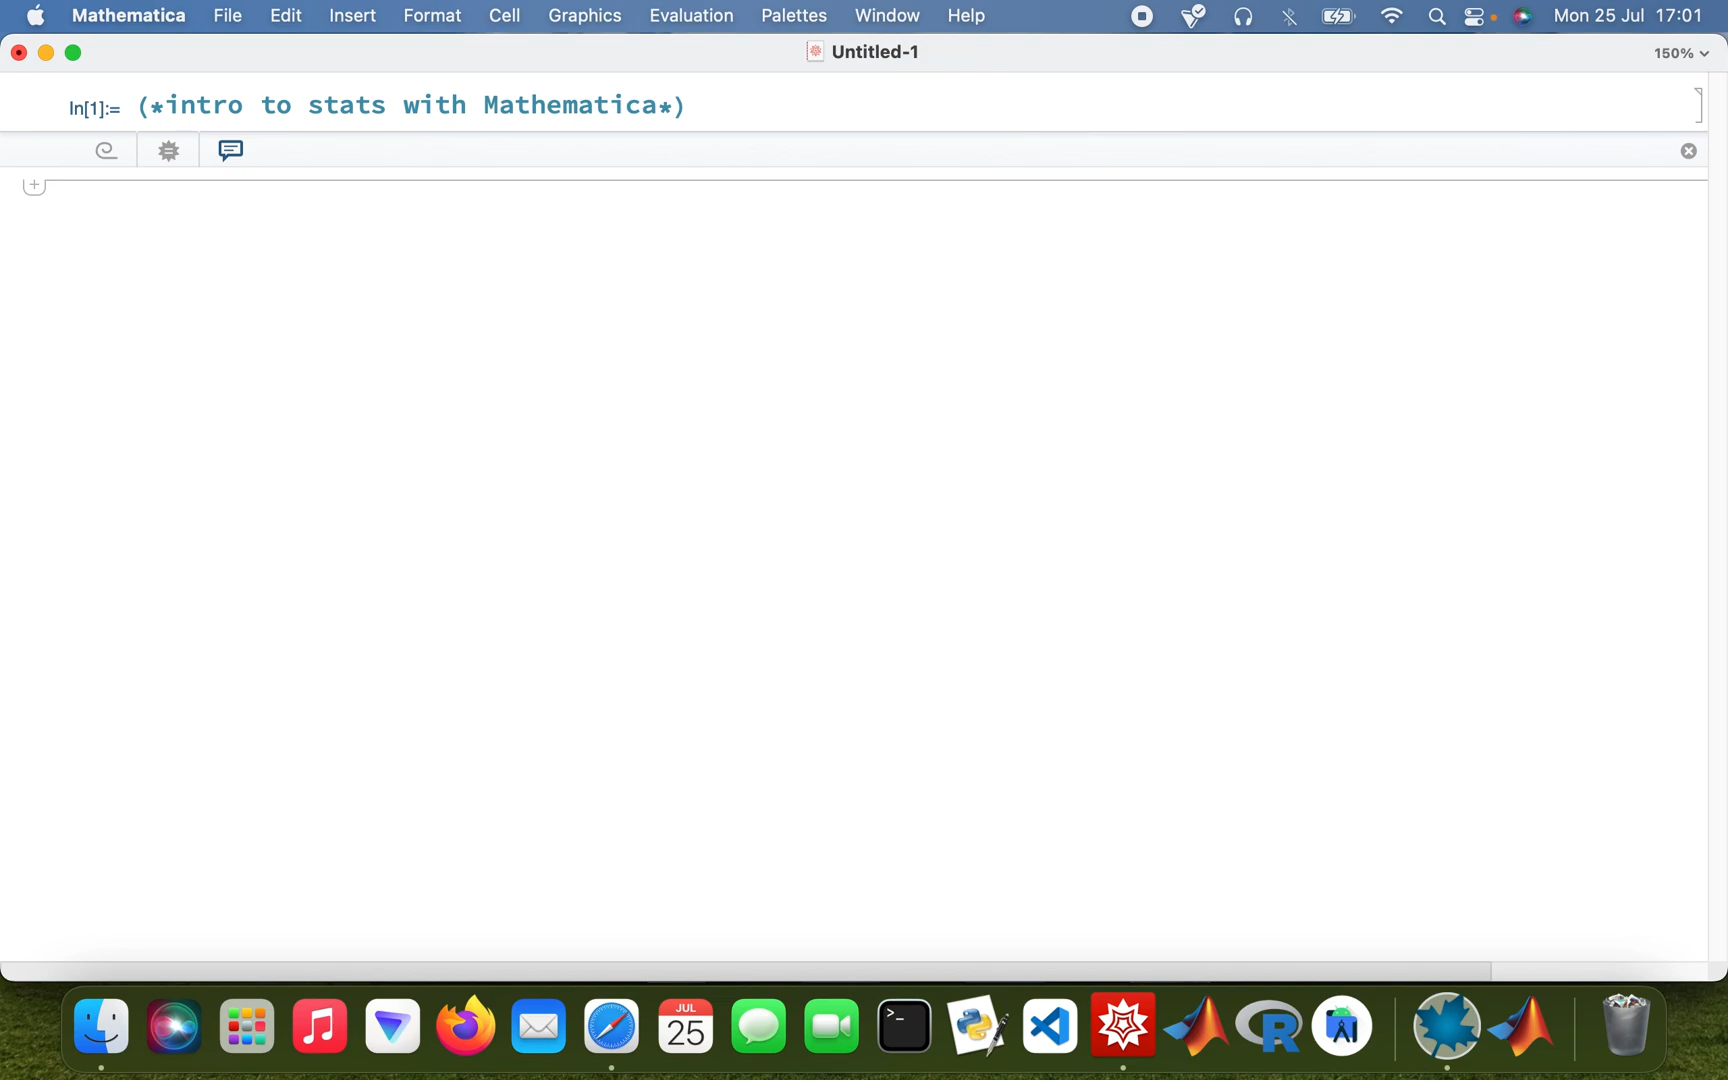 Mathematica File Edit Insert Format Cell Graphics Evaluation Palettes Window Help Mon 25 Jul 17:01
Untitled-1 150%
In[1]:= (*intro to stats with Mathematica*)
JUL
25
>_
R